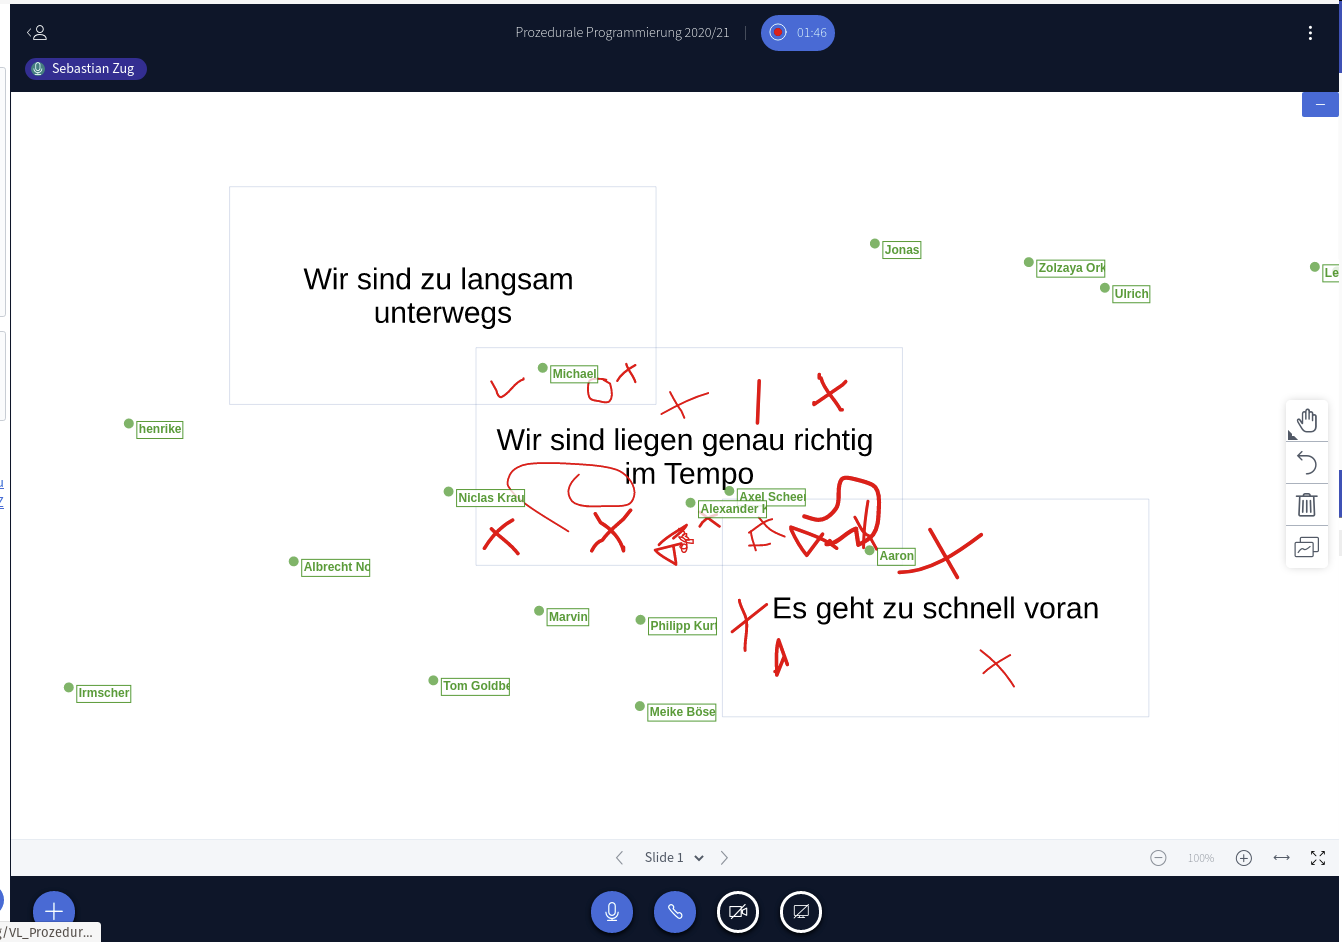 Prozedurale Programmierung 2020/21
01:46
Sebastian Zug
Wir sind zu langsam
unterwegs
Jonas
Zolzaya Ork
Ulrich
Le
Michael
henrike
Wir sind liegen genau richtig
im Tempo
Niclas Krau
Axel Scheer
Alexander K
Aaron
Albrecht No
Es geht zu schnell voran
Marvin
Philipp Kurt
Irmscher
Tom Goldbe
Meike Böse
Slide 1
100%
g/VL_Prozedur...